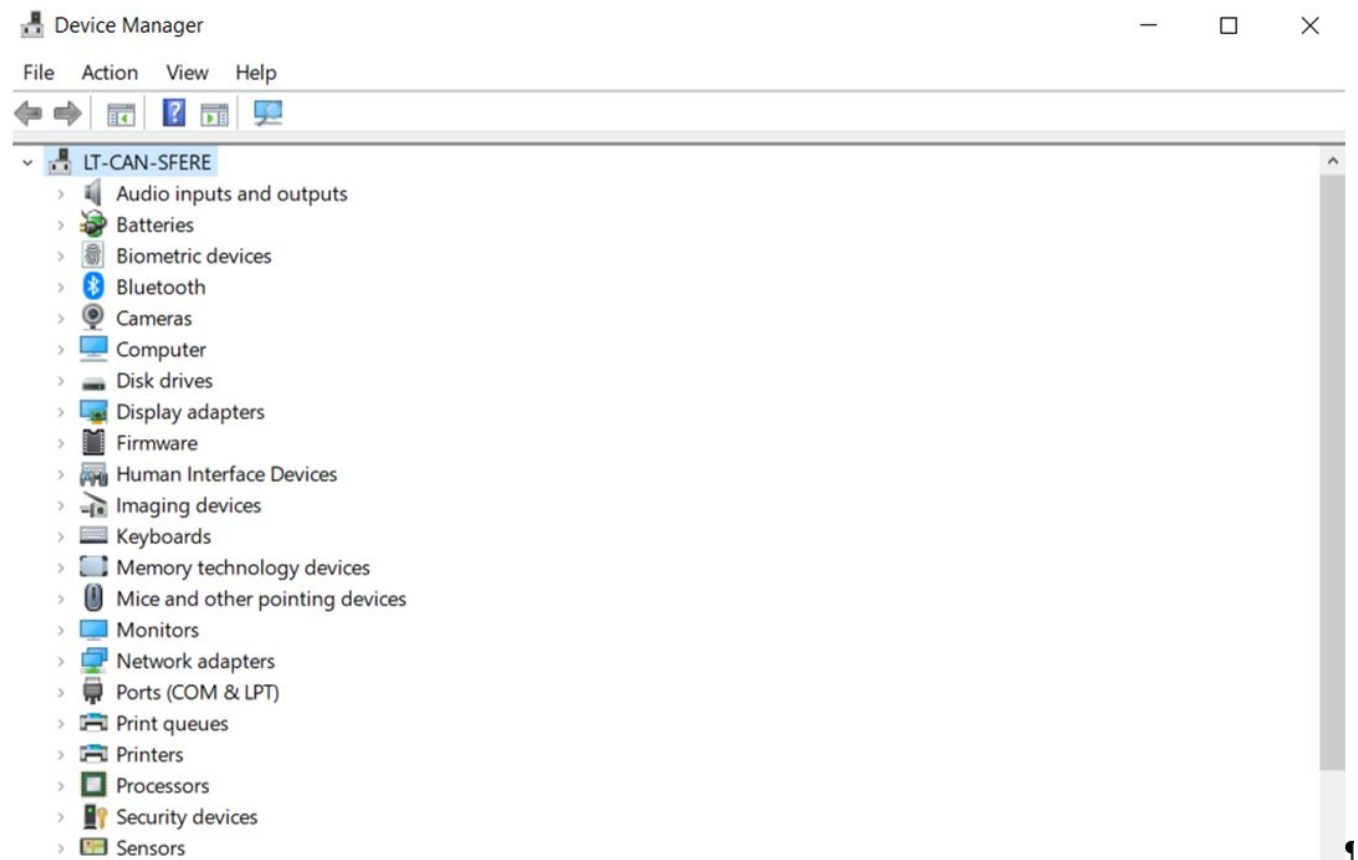 Device Manager
File Action View Help
LT-CAN-SFERE
Audio inputs and outputs
Batteries
Biometric devices
Bluetooth
Cameras
Computer
Disk drives
Display adapters
Firmware
Human Interface Devices
Imaging devices
Keyboards
Memory technology devices
Mice and other pointing devices
Monitors
Network adapters
Ports (COM & LPT)
Print queues
Printers
Processors
Security devices
Sensors